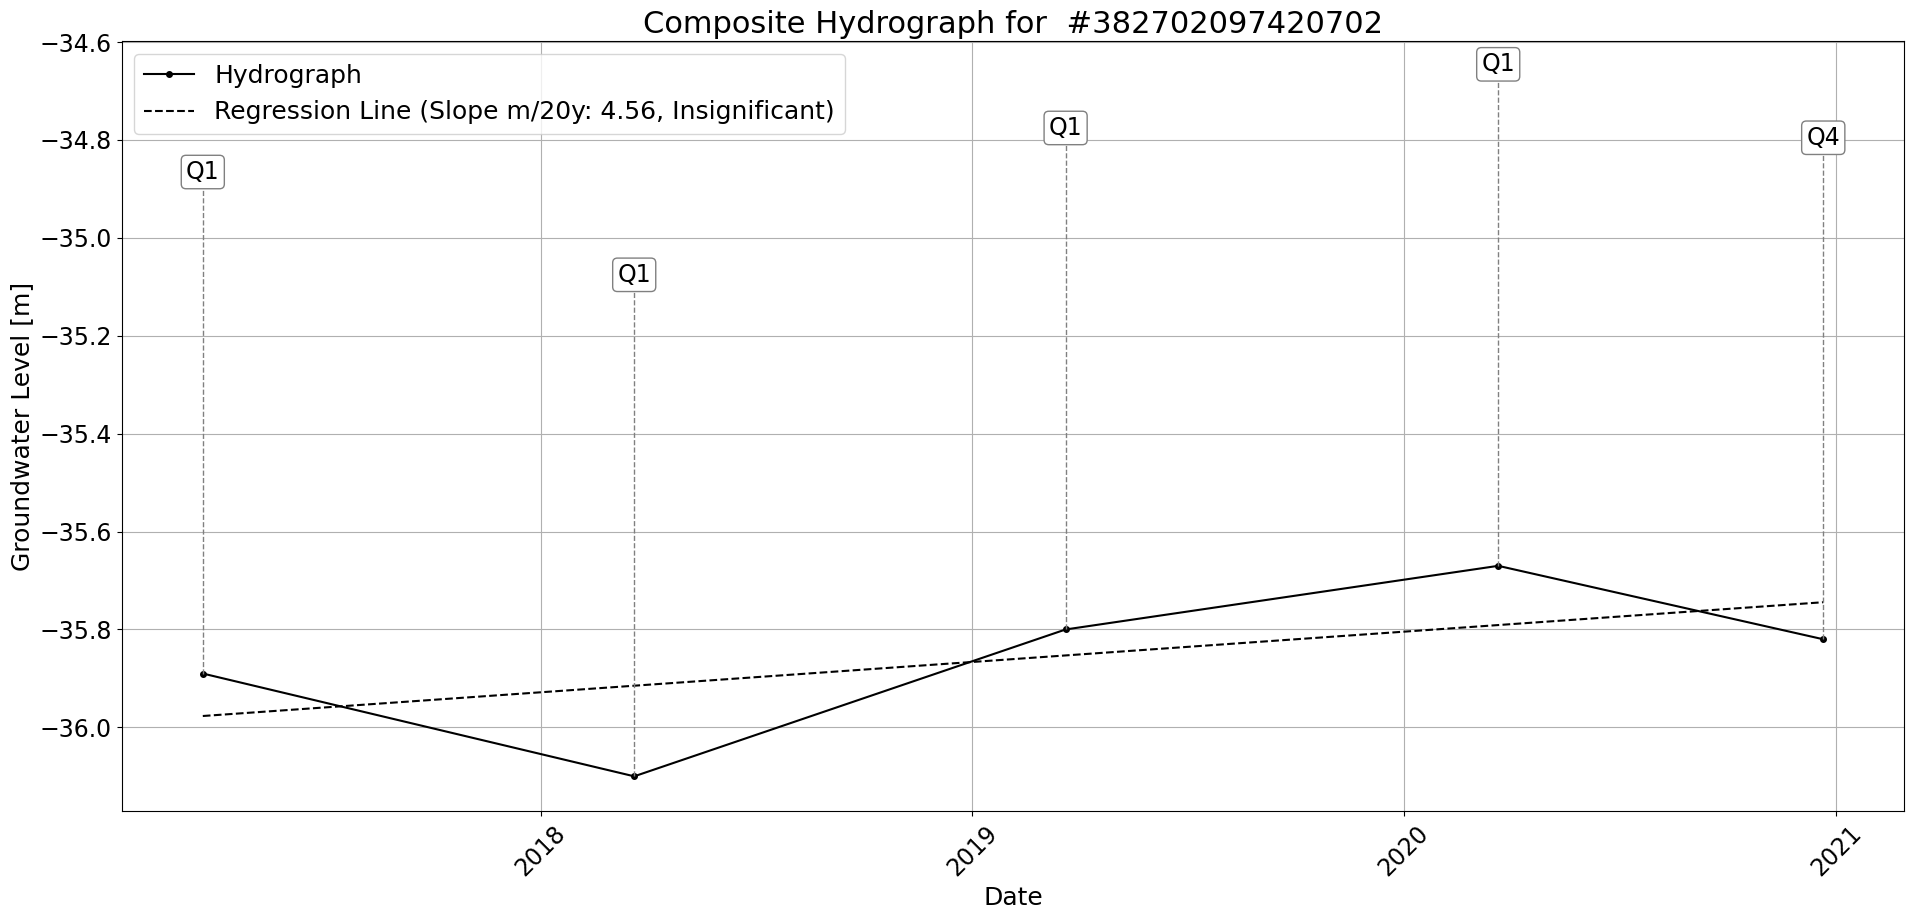 Composite Hydrograph for  #382702097420702
Hydrograph
Regression Line (Slope m/20y: 4.56, Insignificant)
Q1
Q1
Q1
Q1
Q4
Groundwater Level [m]
−34.6
−34.8
−35.0
−35.2
−35.4
−35.6
−35.8
−36.0
2018
2019
2020
2021
Date